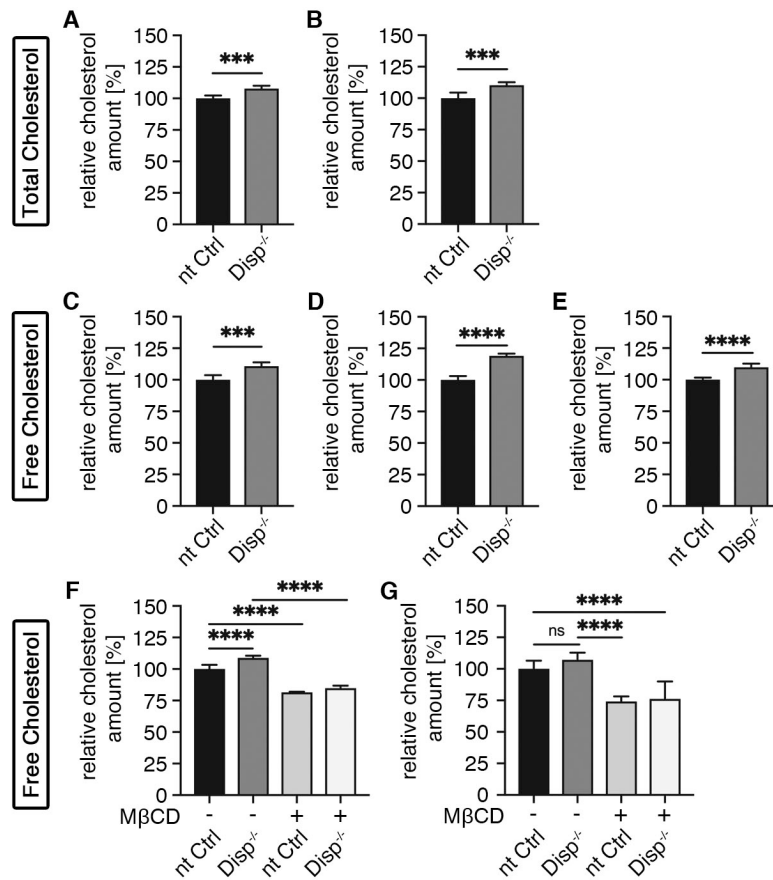 A
Total Cholesterol
relative cholesterol
amount [%]
150
125
100
75
50
25
0
***
nt Ctrl
Disp-/-
B
relative cholesterol
amount [%]
150
125
100
75
50
25
0
***
nt Ctrl
Disp-/-
C
Free Cholesterol
relative cholesterol
amount [%]
150
125
100
75
50
25
0
***
nt Ctrl
Disp-/-
D
relative cholesterol
amount [%]
150
125
100
75
50
25
0
****
nt Ctrl
Disp-/-
E
relative cholesterol
amount [%]
150
125
100
75
50
25
0
****
nt Ctrl
Disp-/-
F
Free Cholesterol
relative cholesterol
amount [%]
150
125
100
75
50
25
0
****
****
****
MβCD - - + +
nt Ctrl
Disp-/-
nt Ctrl
Disp-/-
G
relative cholesterol
amount [%]
150
125
100
75
50
25
0
****
ns ****
MβCD - - + +
nt Ctrl
Disp-/-
nt Ctrl
Disp-/-